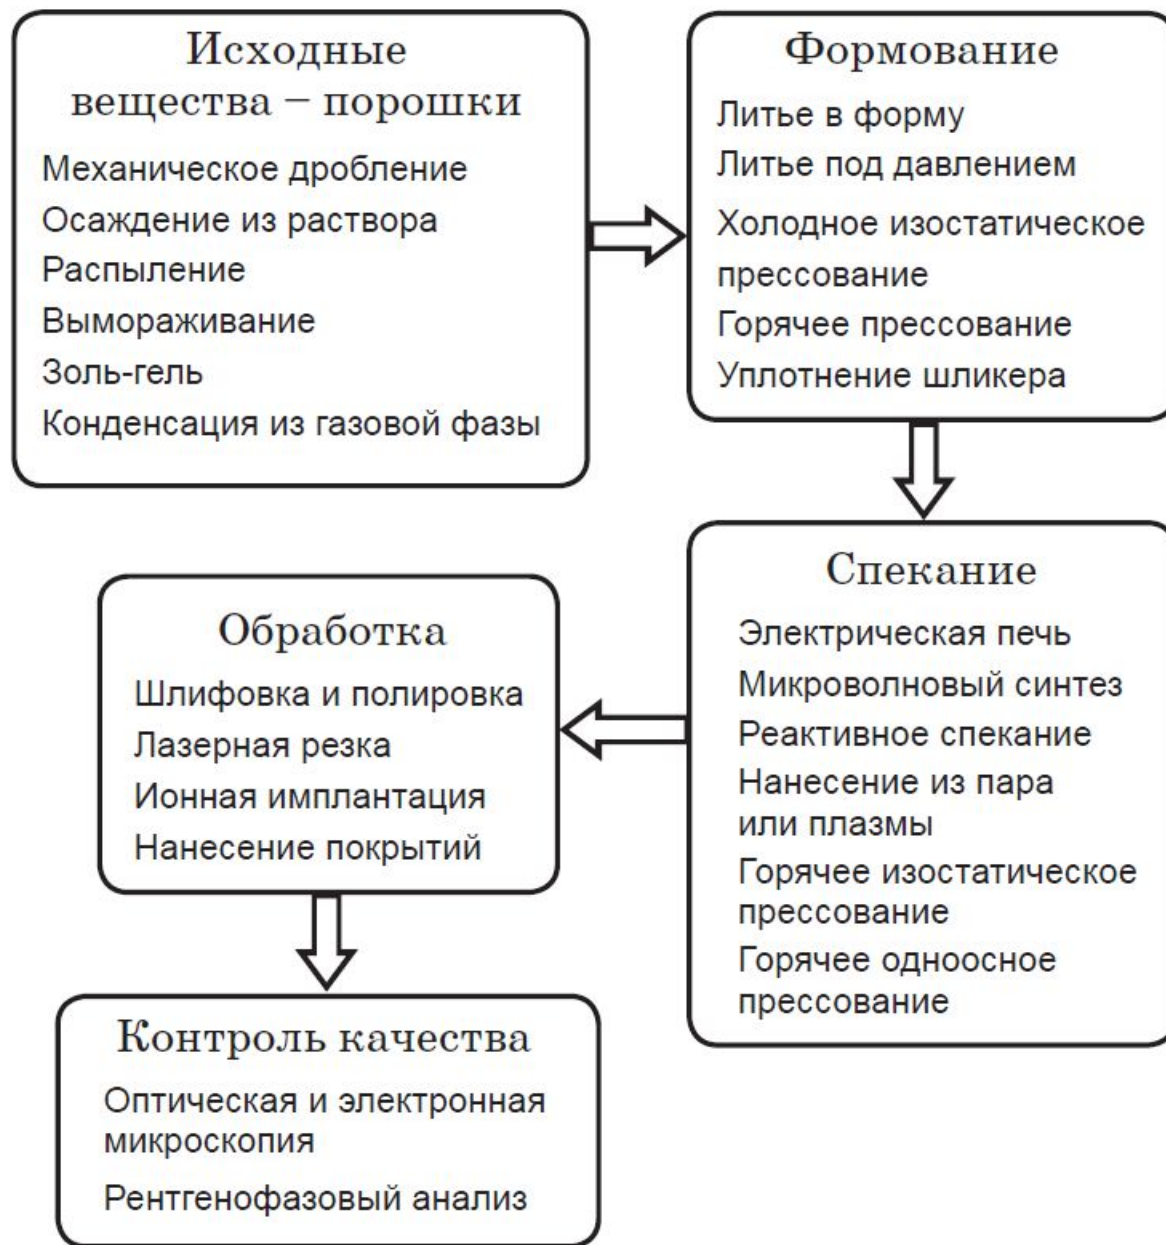 Исходные
вещества – порошки
Механическое дробление
Осаждение из раствора
Распыление
Вымораживание
Золь-гель
Конденсация из газовой фазы
Формование
Литье в форму
Литье под давлением
Холодное изостатическое
прессование
Горячее прессование
Уплотнение шликера
Спекание
Электрическая печь
Микроволновый синтез
Реактивное спекание
Нанесение из пара
или плазмы
Горячее изостатическое
прессование
Горячее одноосное
прессование
Обработка
Шлифовка и полировка
Лазерная резка
Ионная имплантация
Нанесение покрытий
Контроль качества
Оптическая и электронная
микроскопия
Рентгенофазовый анализ